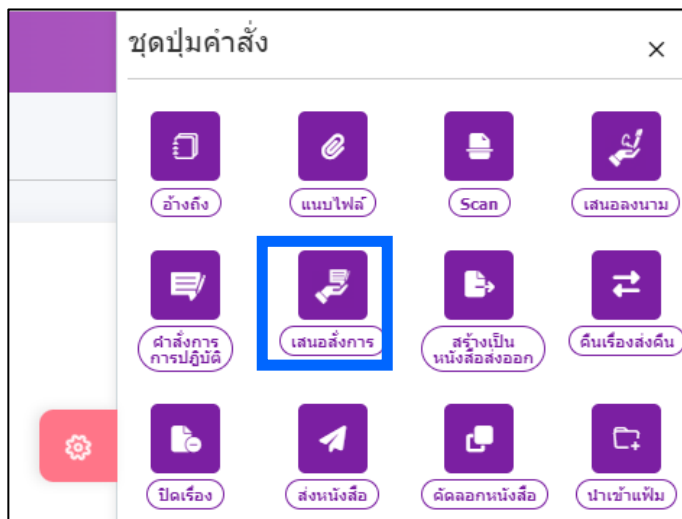 ชุดปุ่มคำสั่ง
อ้างถึง
แนบไฟล์
Scan
เสนอลงนาม
คำสั่งการ
การปฏิบัติ
เสนอสั่งการ
สร้างเป็น
หนังสือส่งออก
คืนเรื่องส่งคืน
ปิดเรื่อง
ส่งหนังสือ
คัดลอกหนังสือ
นำเข้าแฟ้ม